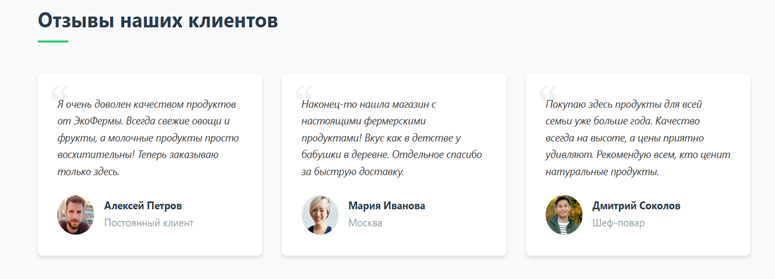 Отзывы наших клиентов
“
Я очень доволен качеством продуктов
от ЭкоФермы. Всегда свежие овощи и
фрукты, а молочные продукты просто
восхитительны! Теперь заказываю
только здесь.
Алексей Петров
Постоянный клиент
“
Наконец-то нашла магазин с
настоящими фермерскими
продуктами! Вкус как в детстве у
бабушки в деревне. Отдельное спасибо
за быструю доставку.
Мария Иванова
Москва
“
Покупаю здесь продукты для всей
семьи уже больше года. Качество
всегда на высоте, а цены приятно
удивляют. Рекомендую всем, кто ценит
натуральные продукты.
Дмитрий Соколов
Шеф-повар